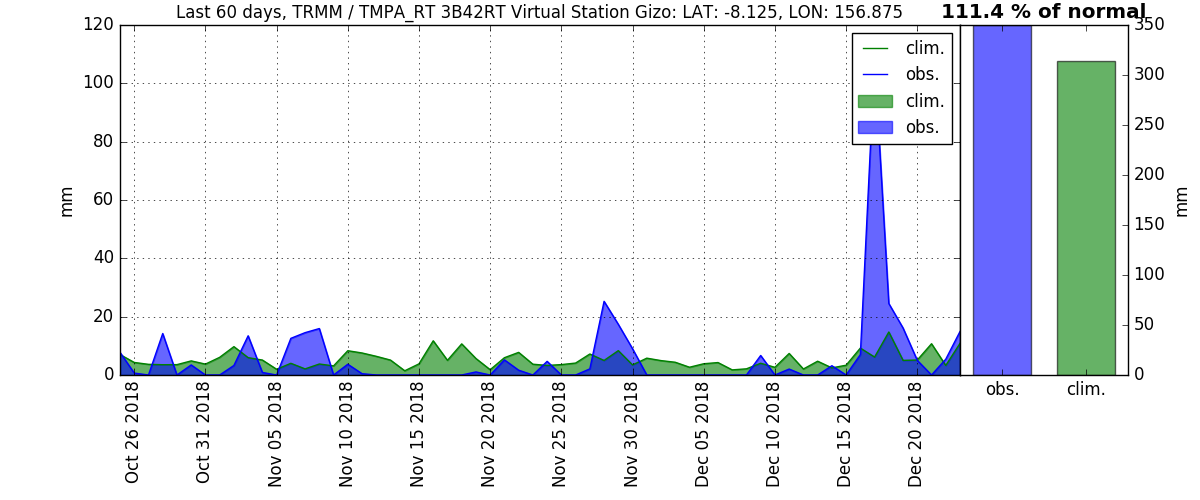 Last 60 days, TRMM / TMPA_RT 3B42RT Virtual Station Gizo: LAT: -8.125, LON: 156.875
111.4 % of normal
mm
120
100
80
60
40
20
0
clim.
obs.
clim.
obs.
Oct 26 2018
Oct 31 2018
Nov 05 2018
Nov 10 2018
Nov 15 2018
Nov 20 2018
Nov 25 2018
Nov 30 2018
Dec 05 2018
Dec 10 2018
Dec 15 2018
Dec 20 2018
obs.
clim.
350
300
250
200
150
100
50
0
mm